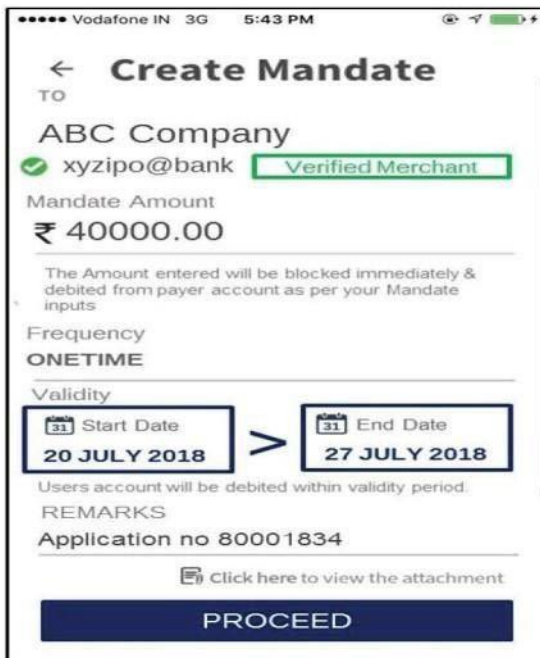 Vodafone IN 3G 5:43 PM
Create Mandate
TO
ABC Company
xyzipo@bank Verified Merchant
Mandate Amount
₹ 40000.00
The Amount entered will be blocked immediately &
debited from payer account as per your Mandate
inputs
Frequency
ONETIME
Validity
31 Start Date > 31 End Date
20 JULY 2018 27 JULY 2018
Users account will be debited within validity period.
REMARKS
Application no 80001834
Click here to view the attachment
PROCEED